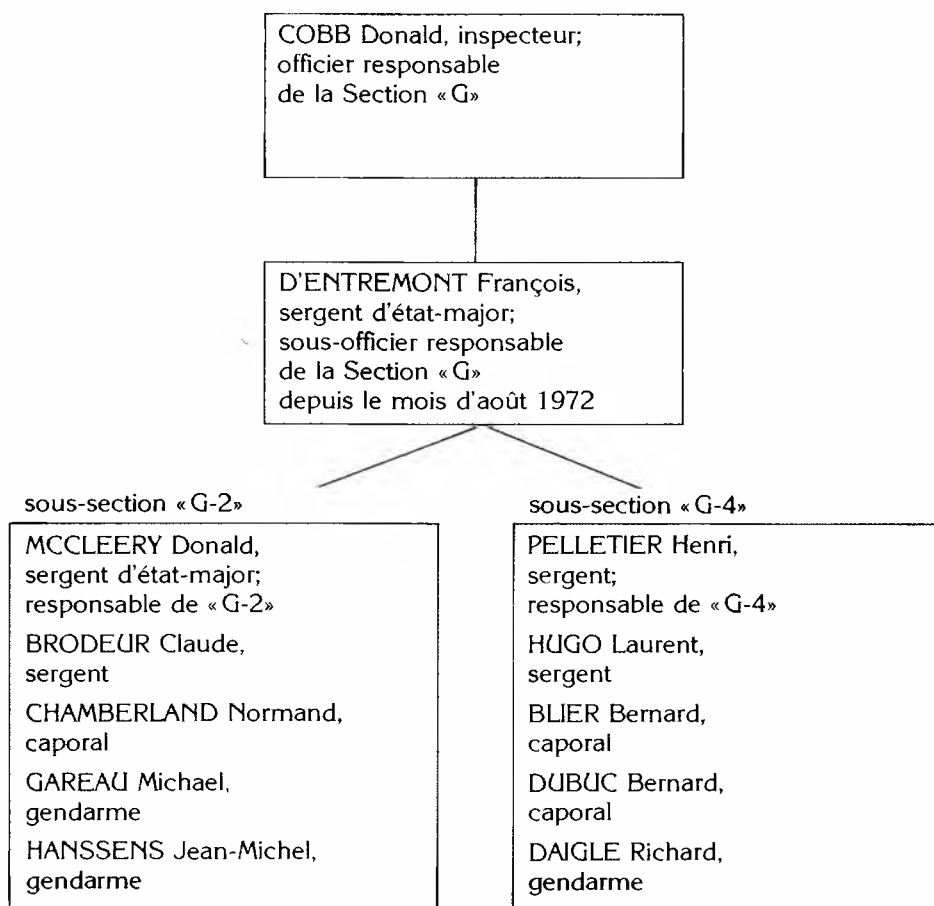 COBB Donald, inspecteur;
officier responsable
de la Section «G»
D'ENTREMONT François,
sergent d'état-major;
sous-officier responsable
de la Section «G»
depuis le mois d'août 1972
sous-section «G-2»
MCCLEERY Donald,
sergent d'état-major;
responsable de «G-2»
BRODEUR Claude,
sergent
CHAMBERLAND Normand,
caporal
GAREAU Michael,
gendarme
HANSSENS Jean-Michel,
gendarme
sous-section «G-4»
PELLETIER Henri,
sergent;
responsable de «G-4»
HUGO Laurent,
sergent
BLIER Bernard,
caporal
DUBUC Bernard,
caporal
DAIGLE Richard,
gendarme